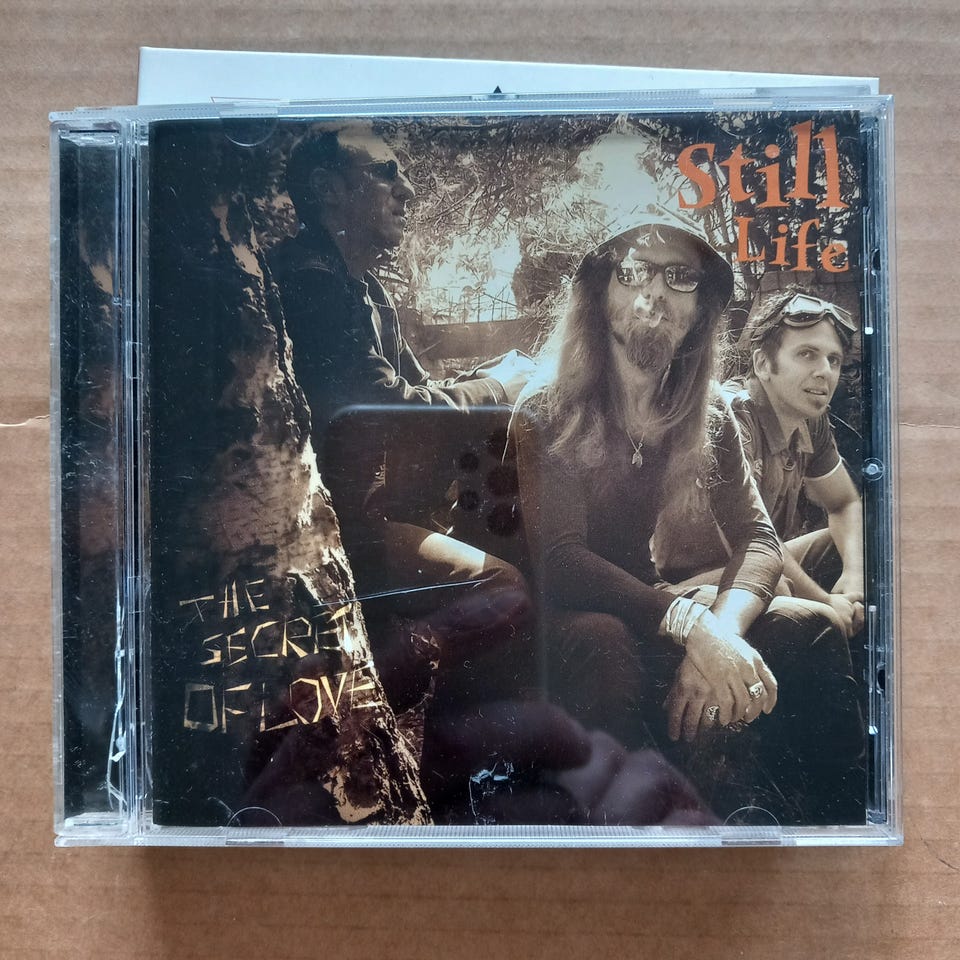 Still
Life
THE
SECRET
OF LOVE